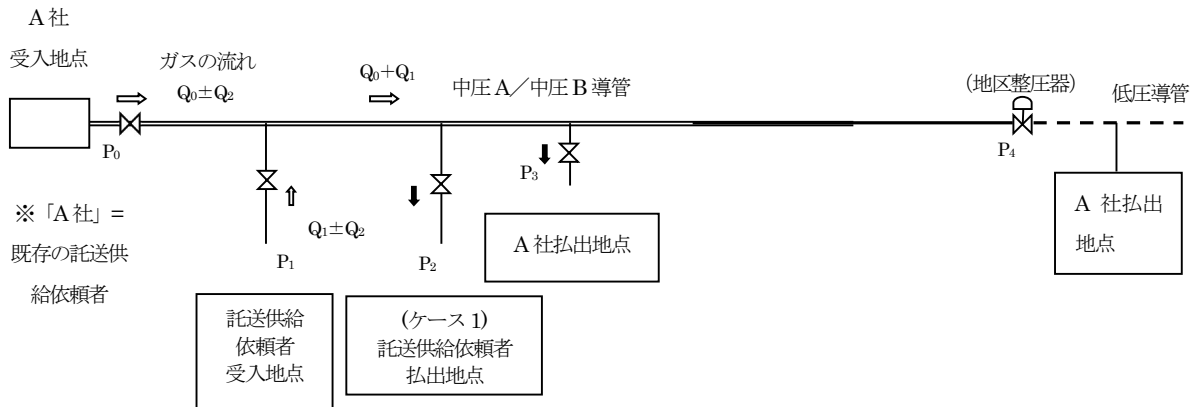 A社
受入地点
ガスの流れ
Q₀±Q₂
Q₀+Q₁
中圧A／中圧B導管
(地区整圧器)
低圧導管
P₀
P₃
P₄
※「A社」=
既存の託送供
給依頼者
Q₁±Q₂
P₁
P₂
A社払出地点
A 社払出
地点
託送供給
依頼者
受入地点
(ケース1)
託送供給依頼者
払出地点